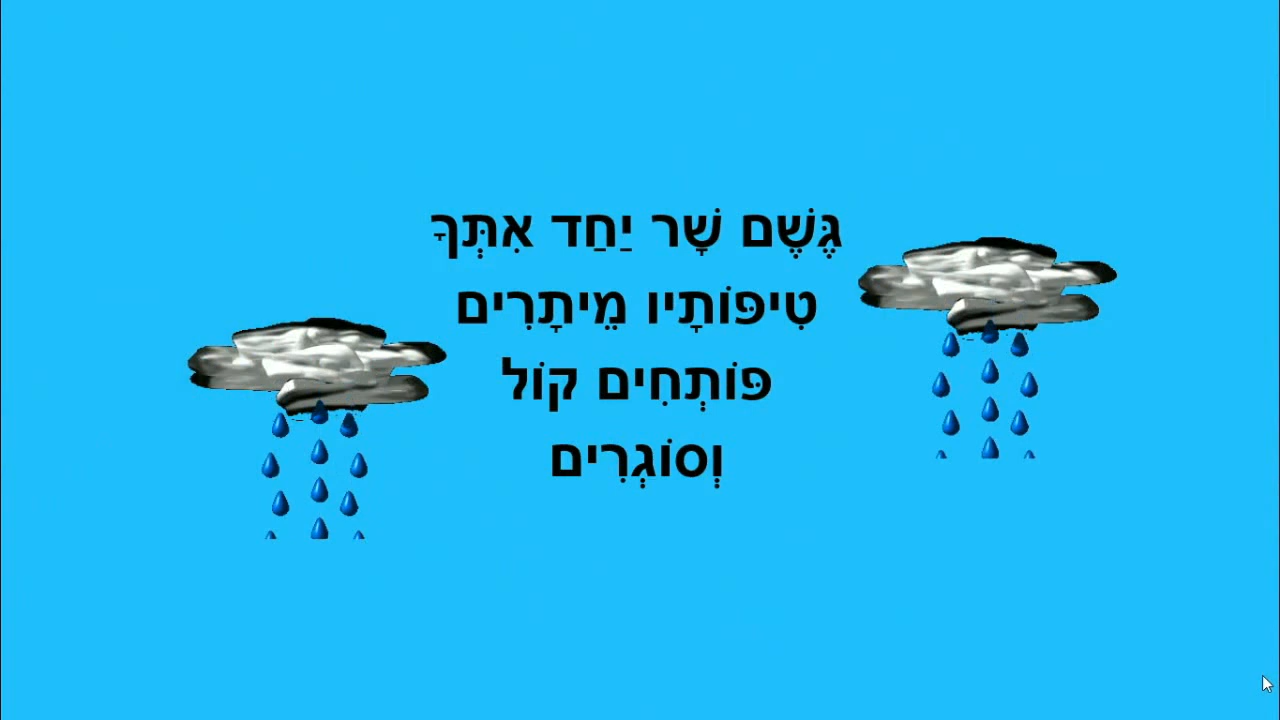 גֶּשֶׁם שָׁר יַחַד אִתְּךָ
טִיפּוֹתָיו מֵיתָרִים
פּוֹתְחִים קוֹל
וְסוֹגְרִים